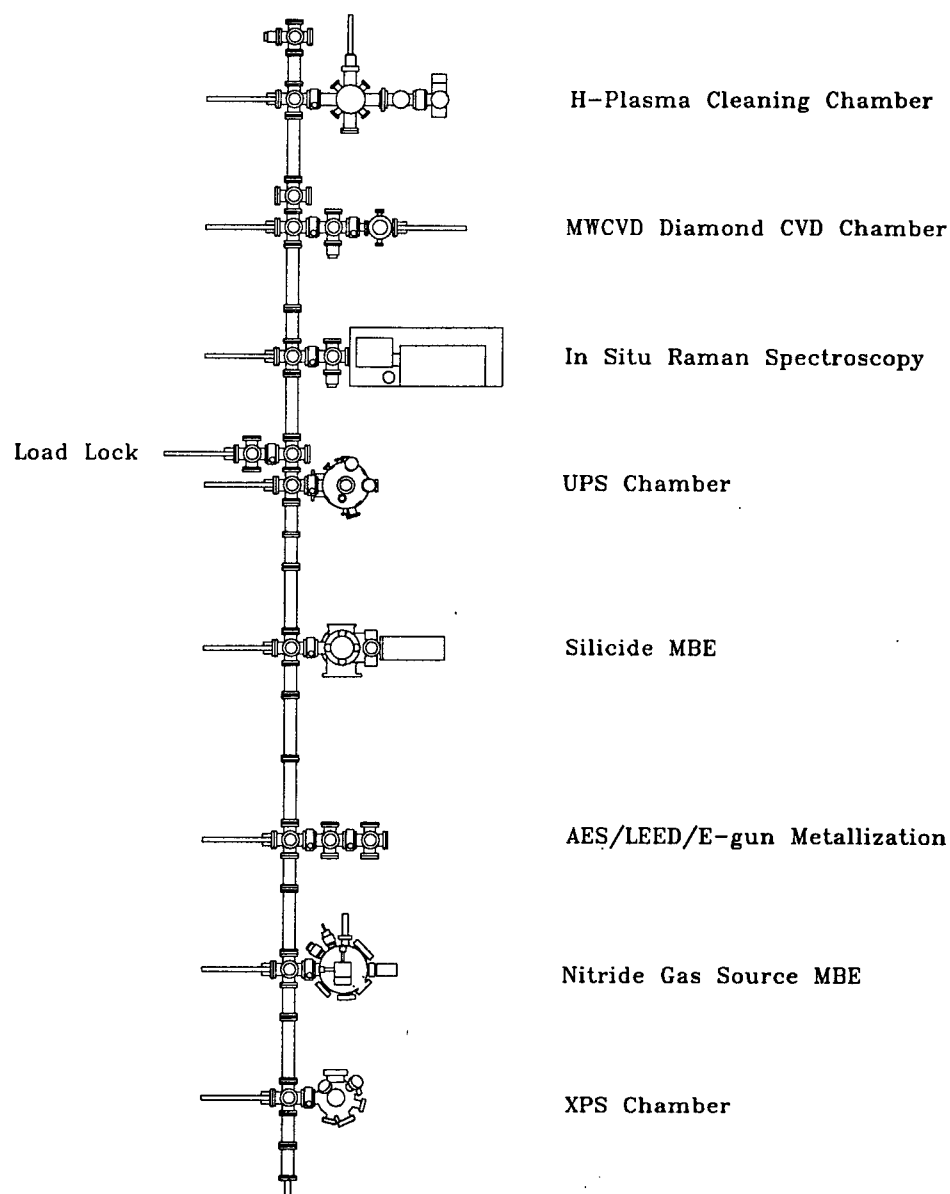 H-Plasma Cleaning Chamber
MWCVD Diamond CVD Chamber
In Situ Raman Spectroscopy
Load Lock
UPS Chamber
Silicide MBE
AES/LEED/E-gun Metallization
Nitride Gas Source MBE
XPS Chamber